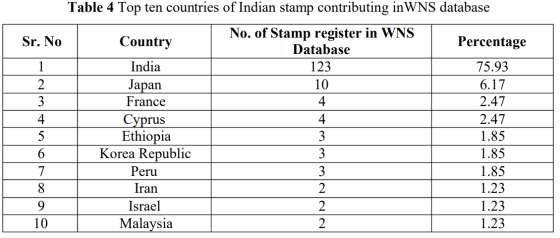 Table 4 Top ten countries of Indian stamp contributing inWNS database
Sr. No Country No. of Stamp register in WNS Database Percentage
1 India 123 75.93
2 Japan 10 6.17
3 France 4 2.47
4 Cyprus 4 2.47
5 Ethiopia 3 1.85
6 Korea Republic 3 1.85
7 Peru 3 1.85
8 Iran 2 1.23
9 Israel 2 1.23
10 Malaysia 2 1.23